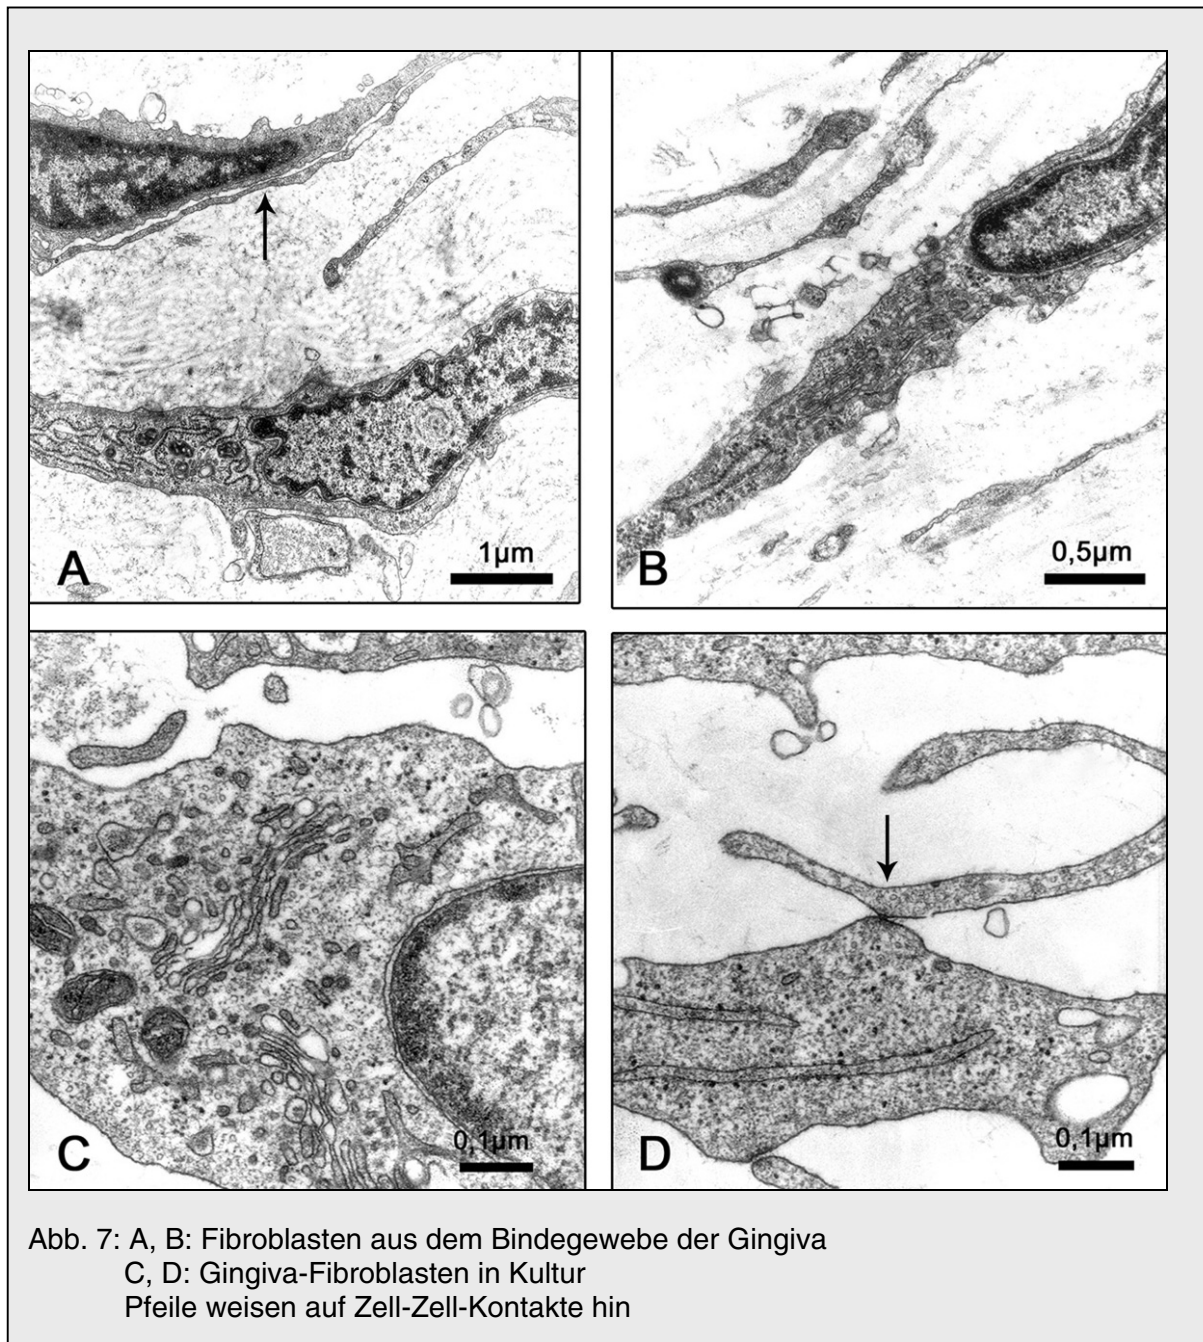 A
1µm
B
0,5µm
C
0,1µm
D
0,1µm
Abb. 7: A, B: Fibroblasten aus dem Bindegewebe der Gingiva
C, D: Gingiva-Fibroblasten in Kultur
Pfeile weisen auf Zell-Zell-Kontakte hin